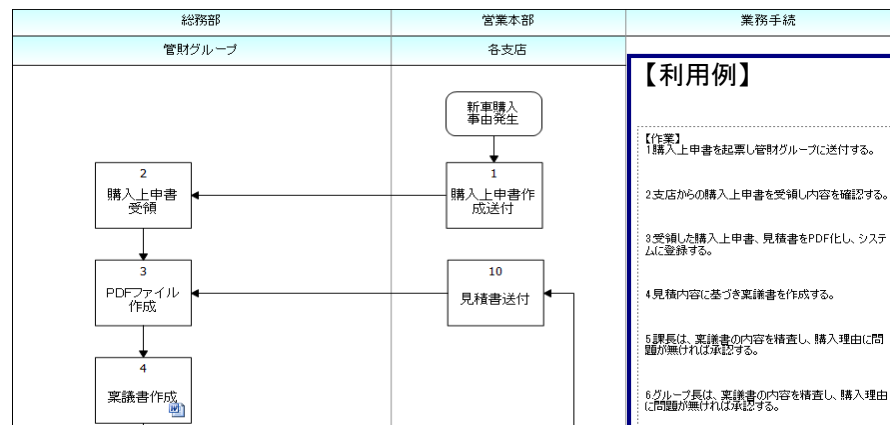 総務部
営業本部
業務手続
管財グループ
各支店
【利用例】
新車購入
事由発生
【作業】
1購入上申書を起票し管財グループに送付する。
2
購入上申書
受領
1
購入上申書作
成送付
2支店からの購入上申書を受領し内容を確認する。
3受領した購入上申書、見積書をPDF化し、システ
ムに登録する。
3
PDFファイル
作成
10
見積書送付
4見積内容に基づき稟議書を作成する。
5課長は、稟議書の内容を精査し、購入理由に問
題が無ければ承認する。
4
稟議書作成
6グループ長は、稟議書の内容を精査し、購入理由
に問題が無ければ承認する。